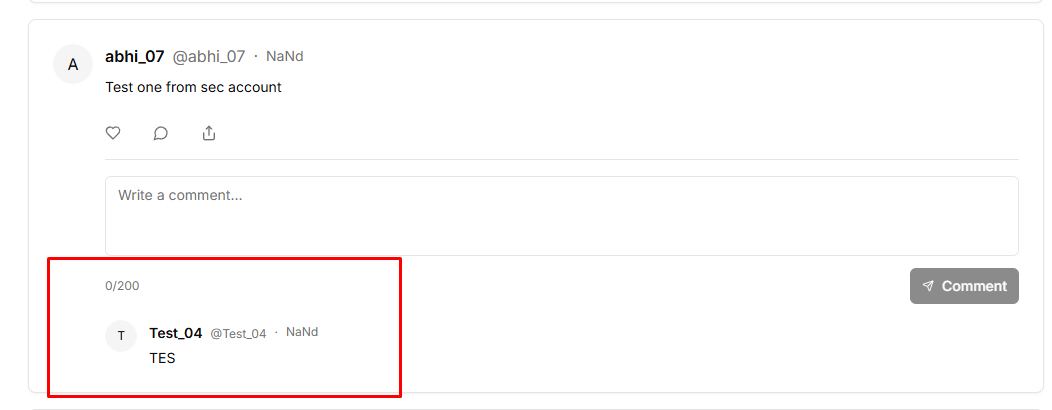 A
abhi_07 @abhi_07 · NaNd
Test one from sec account
Write a comment...
0/200
Comment
T
Test_04 @Test_04 · NaNd
TES